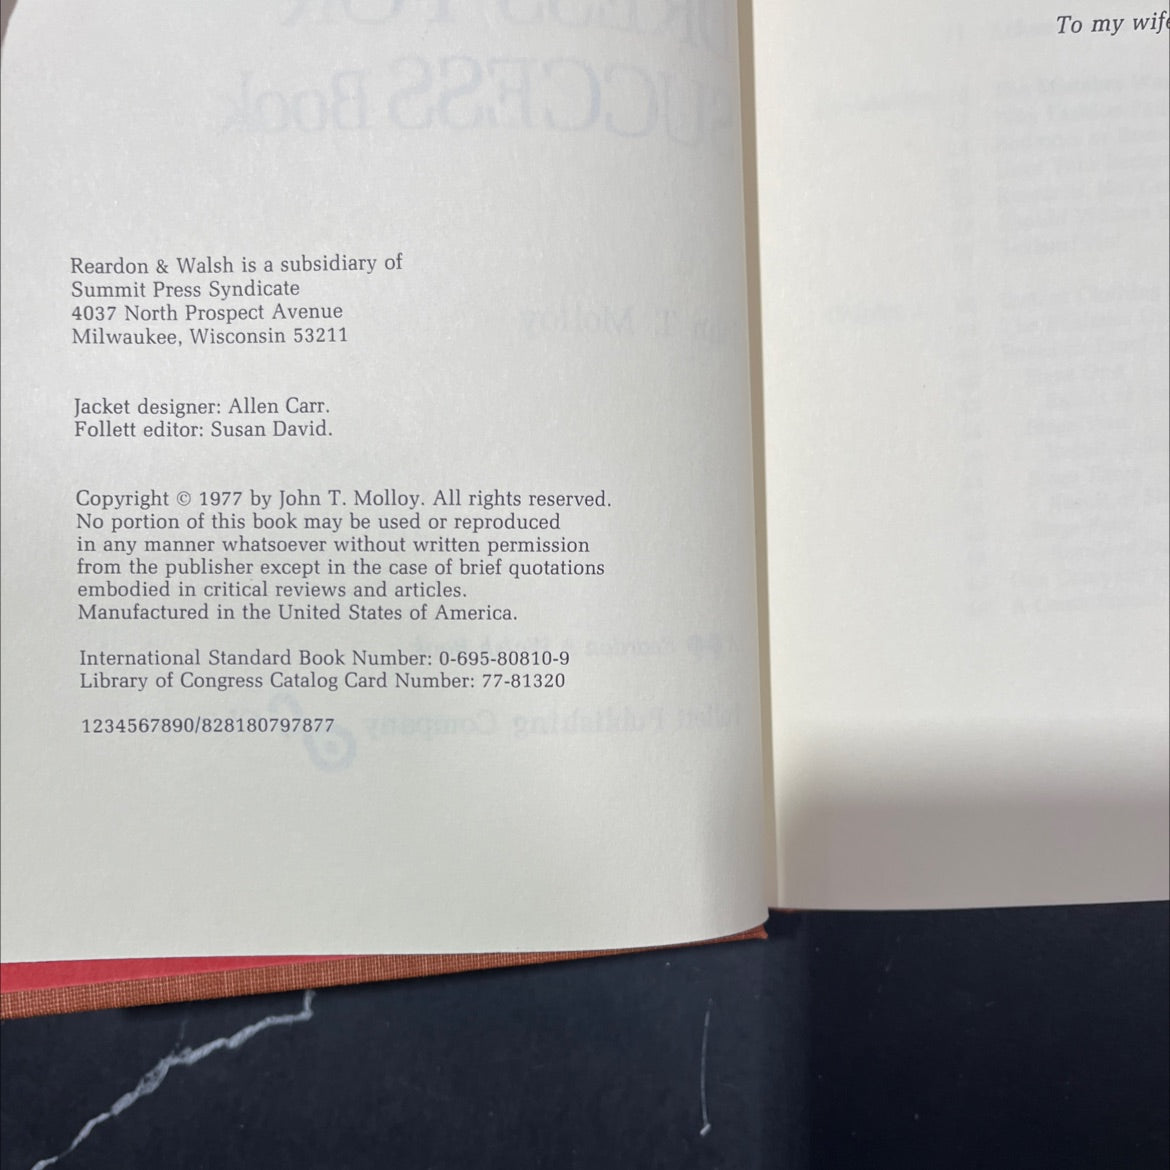 Reardon & Walsh is a subsidiary of
Summit Press Syndicate
4037 North Prospect Avenue
Milwaukee, Wisconsin 53211
Jacket designer: Allen Carr.
Follett editor: Susan David.
Copyright © 1977 by John T. Molloy. All rights reserved.
No portion of this book may be used or reproduced
in any manner whatsoever without written permission
from the publisher except in the case of brief quotations
embodied in critical reviews and articles.
Manufactured in the United States of America.
International Standard Book Number: 0-695-80810-9
Library of Congress Catalog Card Number: 77-81320
1234567890/828180797877
To my wife